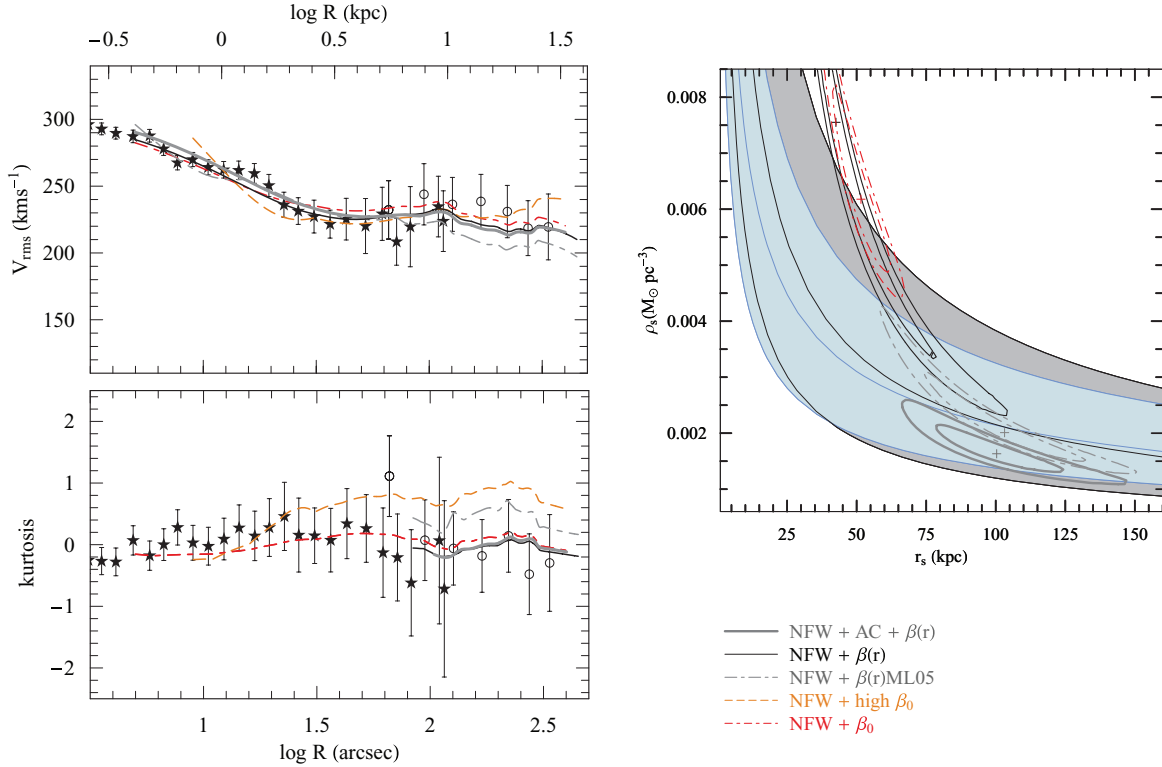 log R (kpc)
−0.5 0 0.5 1 1.5
300
250
200
150
V_rms (kms⁻¹)
2
1
0
−1
−2
kurtosis
1 1.5 2 2.5
log R (arcsec)
0.008
0.006
0.004
0.002
ρ_s(M_⊙ pc⁻³)
25 50 75 100 125 150
r_s (kpc)
NFW + AC + β(r)
NFW + β(r)
NFW + β(r)ML05
NFW + high β₀
NFW + β₀